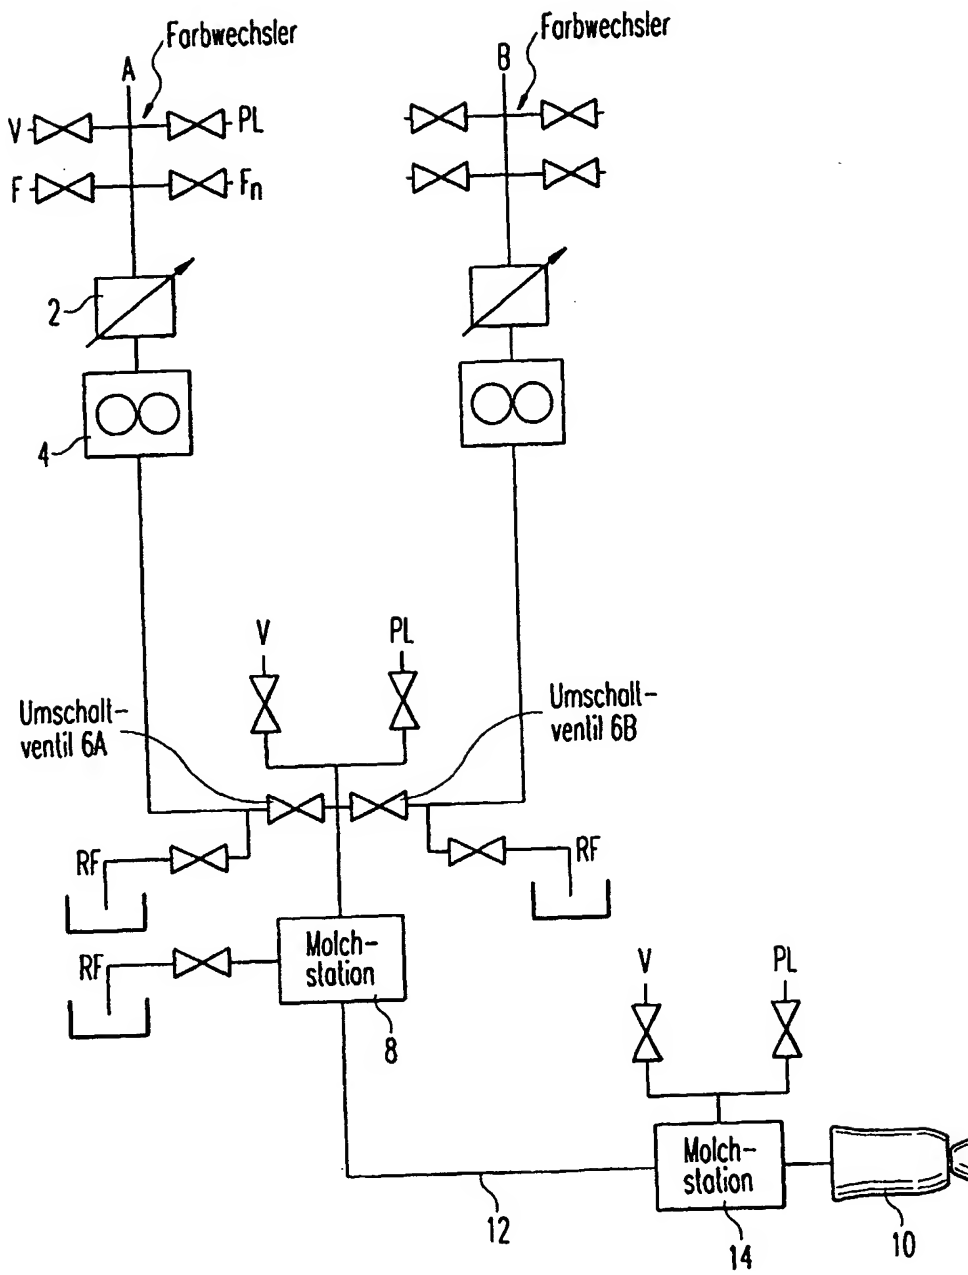 Farbwechsler
Farbwechsler
A
B
V
PL
F
Fn
2
4
V
PL
Umschalt-
ventil 6A
Umschalt-
ventil 6B
RF
RF
Molch-
station
RF
8
V
PL
Molch-
station
12
14
10